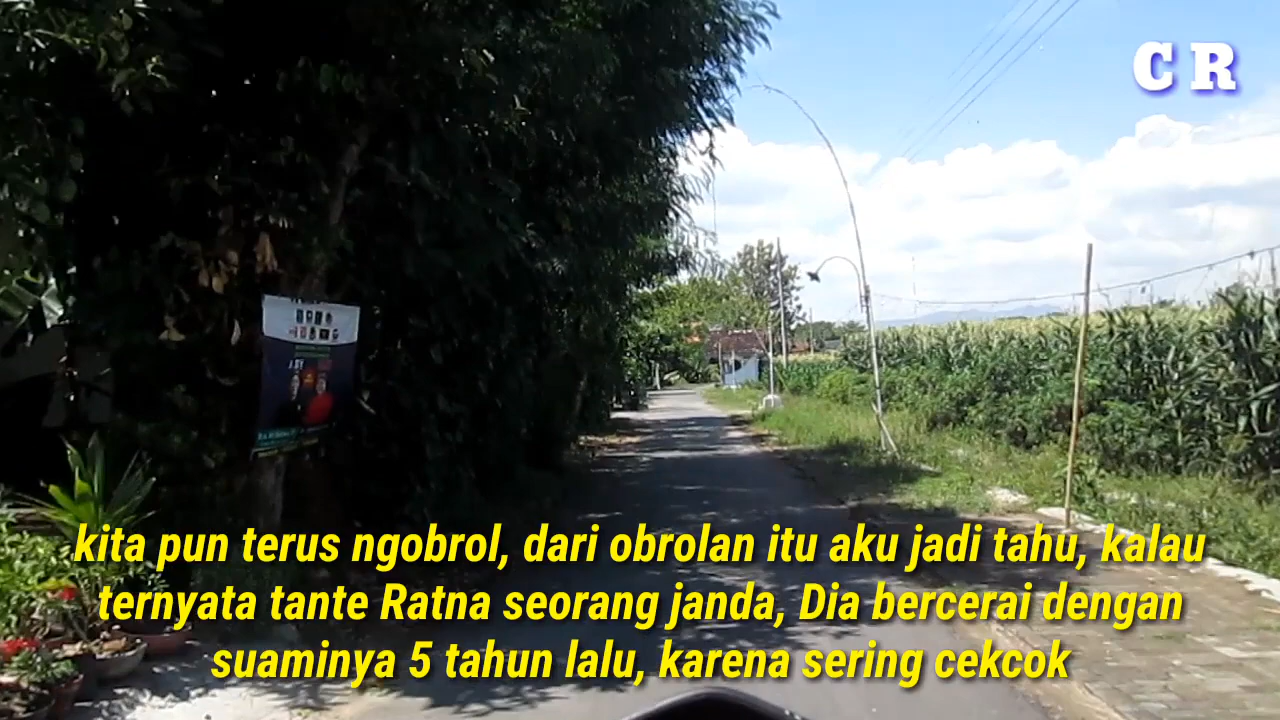 C R
kita pun terus ngobrol, dari obrolan itu aku jadi tahu, kalau
ternyata tante Ratna seorang janda, Dia bercerai dengan
suaminya 5 tahun lalu, karena sering cekcok